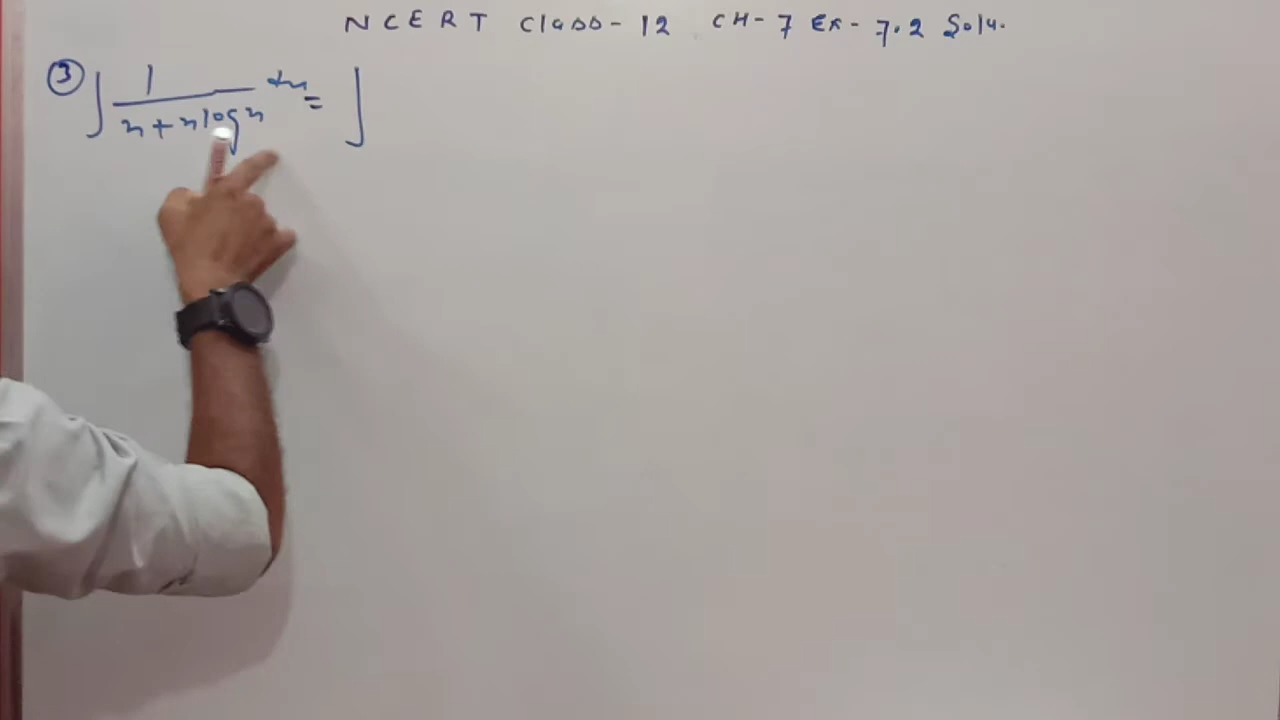 NCERT Class-12 CH-7 Ex-7.2 Solu.
③ ∫ 1/(x + x log x) dx = ∫